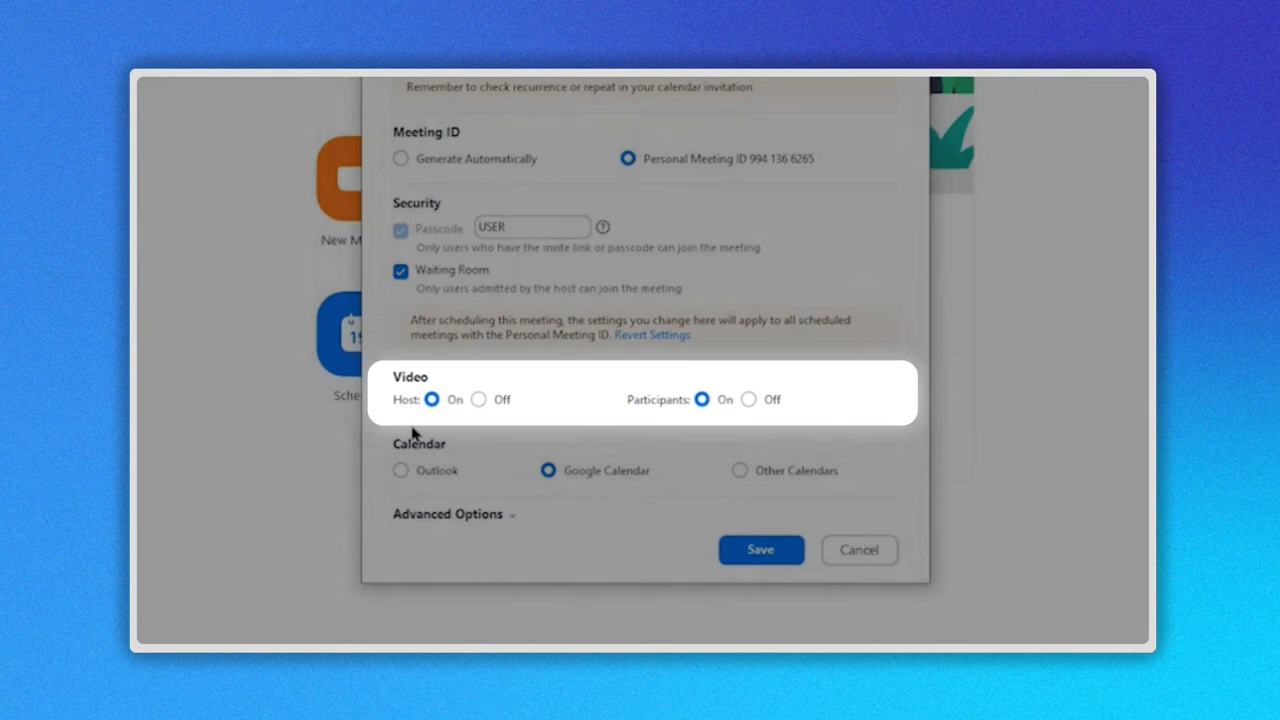 Remember to check recurrence or repeat in your calendar invitation
Meeting ID
Generate Automatically Personal Meeting ID 994 136 6265
Security
Passcode USER ?
Only users who have the invite link or passcode can join the meeting
New M
Waiting Room
Only users admitted by the host can join the meeting
After scheduling this meeting, the settings you change here will apply to all scheduled
meetings with the Personal Meeting ID. Revert Settings
19
Video
Sche
Host: On Off Participants: On Off
Calendar
Outlook Google Calendar Other Calendars
Advanced Options
Save Cancel